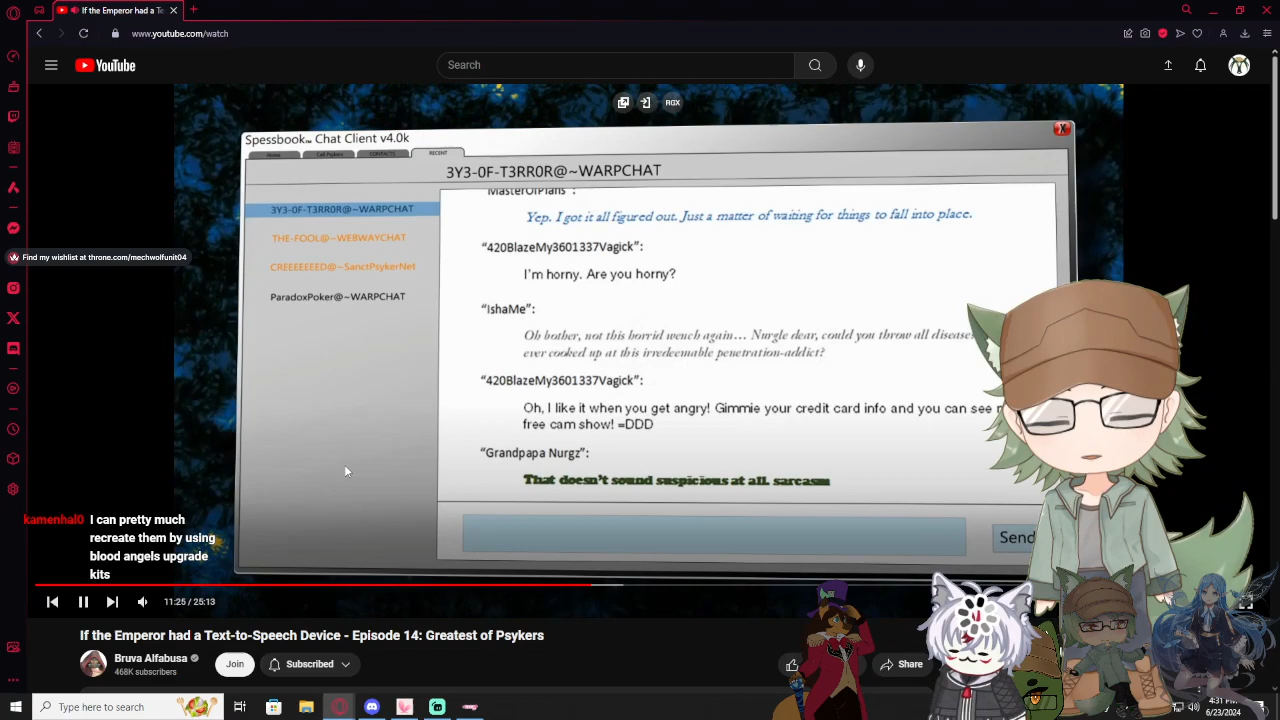 If the Emperor had a Te
www.youtube.com/watch
YouTube
Search
RGX
Spessbook™ Chat Client v4.0k
Home
Call Psykers
CONTACTS
RECENT
3Y3-0F-T3RR0R@~WARPCHAT
3Y3-0F-T3RR0R@~WARPCHAT
THE-FOOL@~WEBWAYCHAT
CREEEEEEED@~SanctPsykerNet
ParadoxPoker@~WARPCHAT
"MasterOfPlans":
Yep. I got it all figured out. Just a matter of waiting for things to fall into place.
"420BlazeMy3601337Vagick":
I'm horny. Are you horny?
"IshaMe":
Oh bother, not this horrid wench again... Nurgle dear, could you throw all disease
ever cooked up at this irredeemable penetration-addict?
"420BlazeMy3601337Vagick":
Oh, I like it when you get angry! Gimmie your credit card info and you can see
free cam show! =DDD
"Grandpapa Nurgz":
That doesn't sound suspicious at all. sarcasm
Send
Find my wishlist at throne.com/mechwolfunit04
kamenhal0 I can pretty much
recreate them by using
blood angels upgrade
kits
11:25 / 25:13
If the Emperor had a Text-to-Speech Device - Episode 14: Greatest of Psykers
Bruva Alfabusa
468K subscribers
Join
Subscribed
Share
Type here to search
4:31 PM
6/23/2024